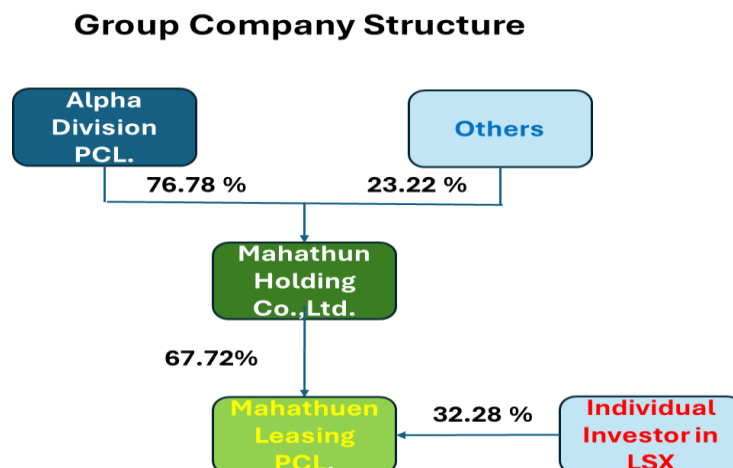 Group Company Structure
Alpha
Division
PCL.
Others
76.78 %
23.22 %
Mahathun
Holding
Co.,Ltd.
67.72%
Mahathuen
Leasing
PCL.
32.28 %
Individual
Investor in
LSX